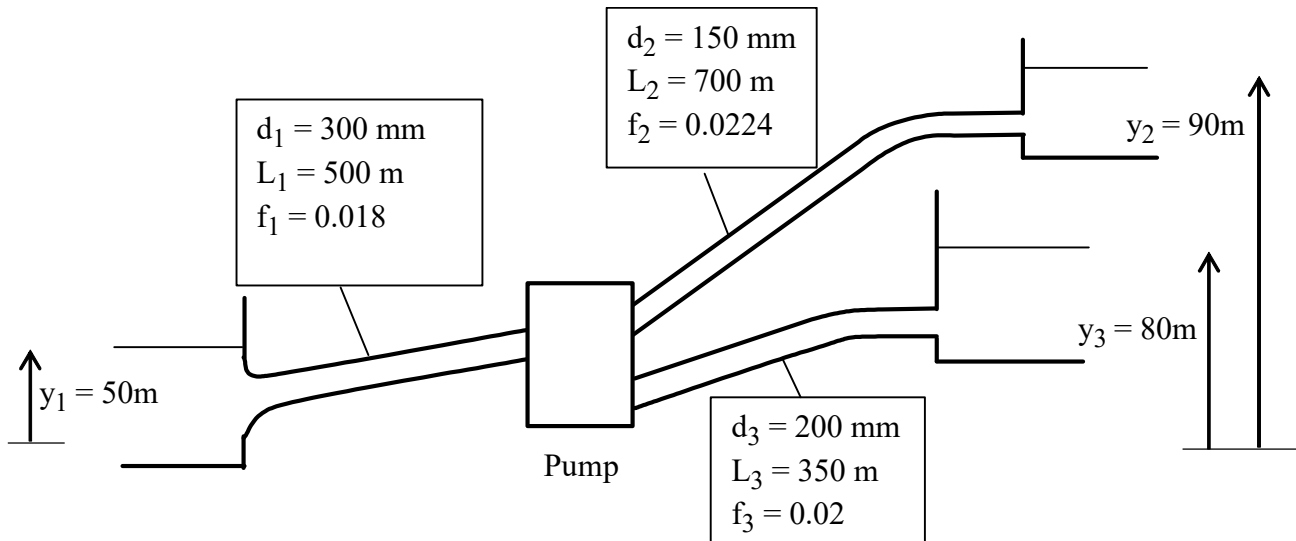 d₂ = 150 mm
L₂ = 700 m
f₂ = 0.0224
d₁ = 300 mm
L₁ = 500 m
f₁ = 0.018
y₂ = 90m
y₃ = 80m
y₁ = 50m
d₃ = 200 mm
L₃ = 350 m
f₃ = 0.02
Pump